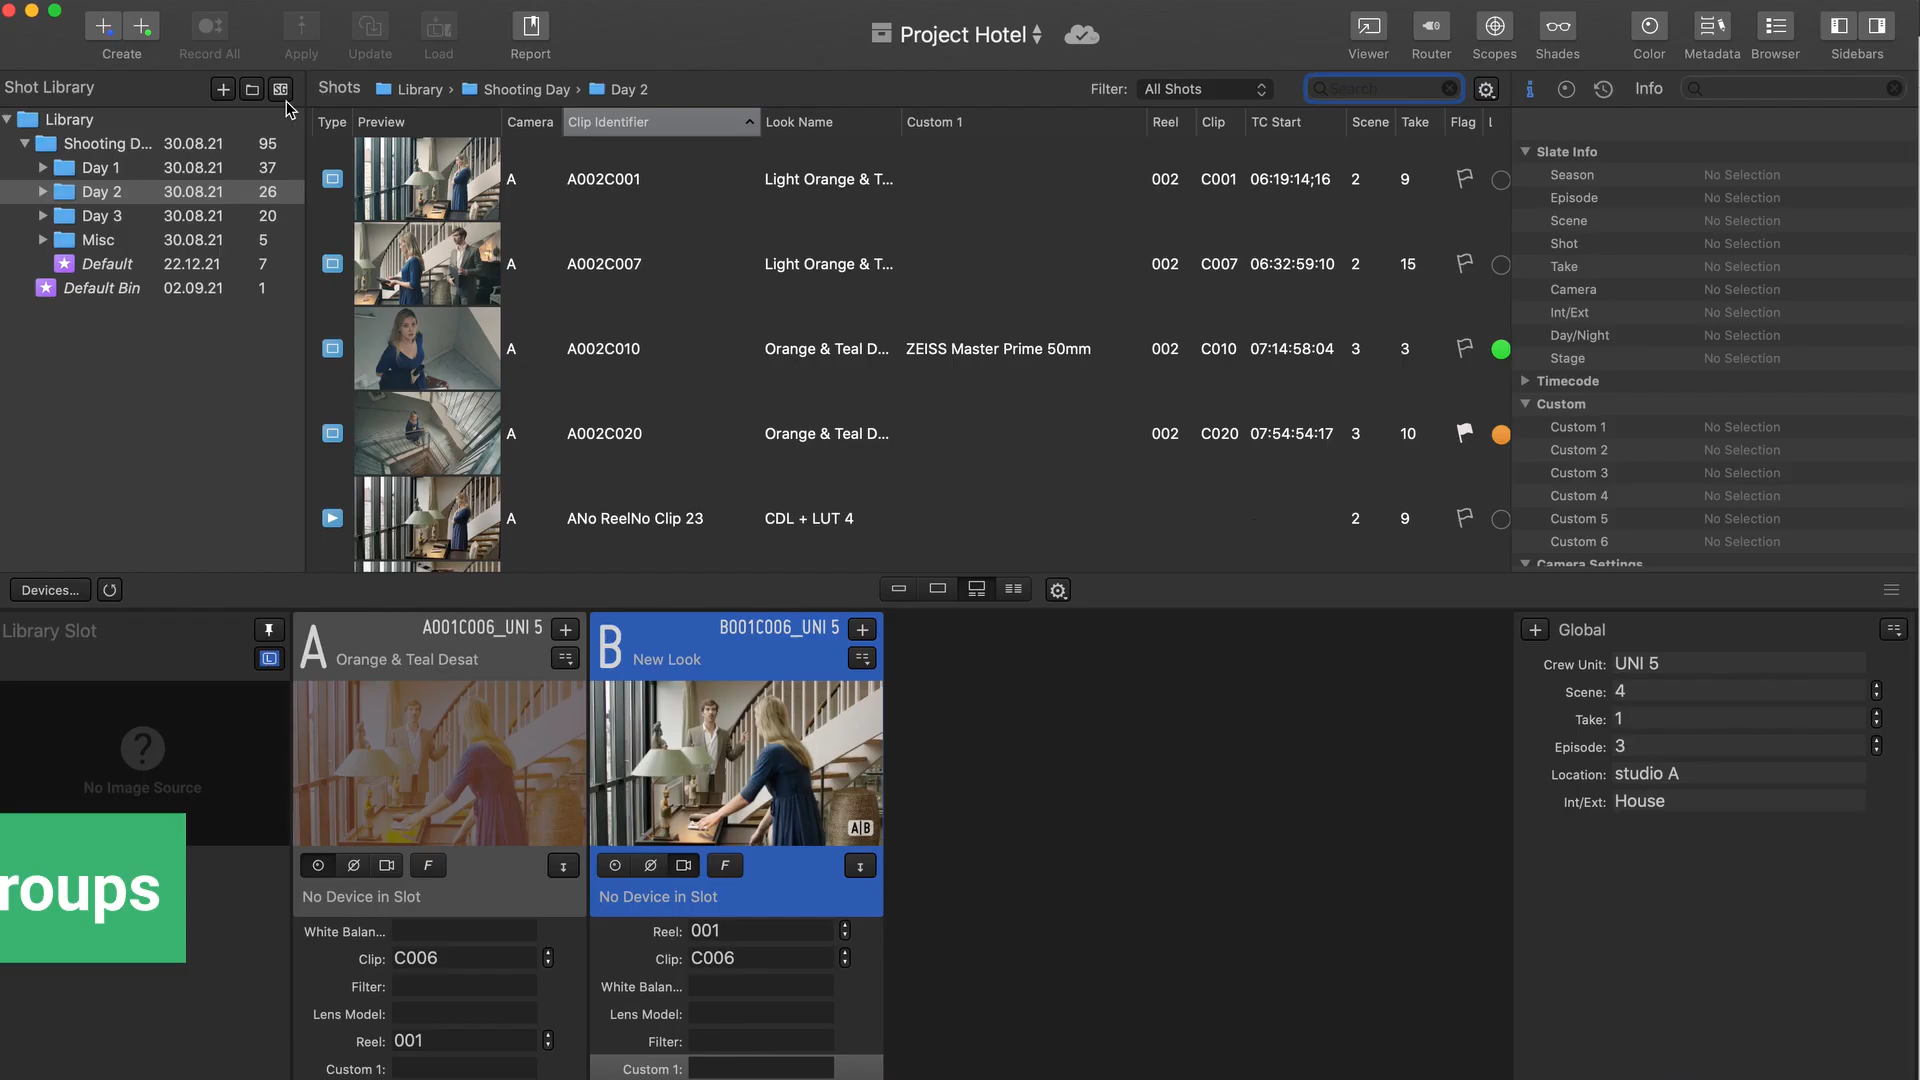 Create
Record All
Apply
Update
Load
Report
Project Hotel
Viewer
Router
Scopes
Shades
Color
Metadata
Browser
Sidebars
Shot Library
SG
Shots
Library › Shooting Day › Day 2
Filter: All Shots
Search
Info
Library
Shooting D... 30.08.21 95
Day 1 30.08.21 37
Day 2 30.08.21 26
Day 3 30.08.21 20
Misc 30.08.21 5
Default 22.12.21 7
Default Bin 02.09.21 1
Type Preview Camera Clip Identifier Look Name Custom 1 Reel Clip TC Start Scene Take Flag
A A002C001 Light Orange & T... 002 C001 06:19:14;16 2 9
A A002C007 Light Orange & T... 002 C007 06:32:59:10 2 15
A A002C010 Orange & Teal D... ZEISS Master Prime 50mm 002 C010 07:14:58:04 3 3
A A002C020 Orange & Teal D... 002 C020 07:54:54:17 3 10
A ANo ReelNo Clip 23 CDL + LUT 4 2 9
Slate Info
Season No Selection
Episode No Selection
Scene No Selection
Shot No Selection
Take No Selection
Camera No Selection
Int/Ext No Selection
Day/Night No Selection
Stage No Selection
Timecode
Custom
Custom 1 No Selection
Custom 2 No Selection
Custom 3 No Selection
Custom 4 No Selection
Custom 5 No Selection
Custom 6 No Selection
Camera Settings
Devices...
Library Slot
L
?
No Image Source
roups
A
A001C006_UNI 5
Orange & Teal Desat
F
No Device in Slot
White Balan...
Clip: C006
Filter:
Lens Model:
Reel: 001
Custom 1:
B
B001C006_UNI 5
New Look
A|B
F
No Device in Slot
Reel: 001
Clip: C006
White Balan...
Lens Model:
Filter:
Custom 1:
Global
Crew Unit: UNI 5
Scene: 4
Take: 1
Episode: 3
Location: studio A
Int/Ext: House